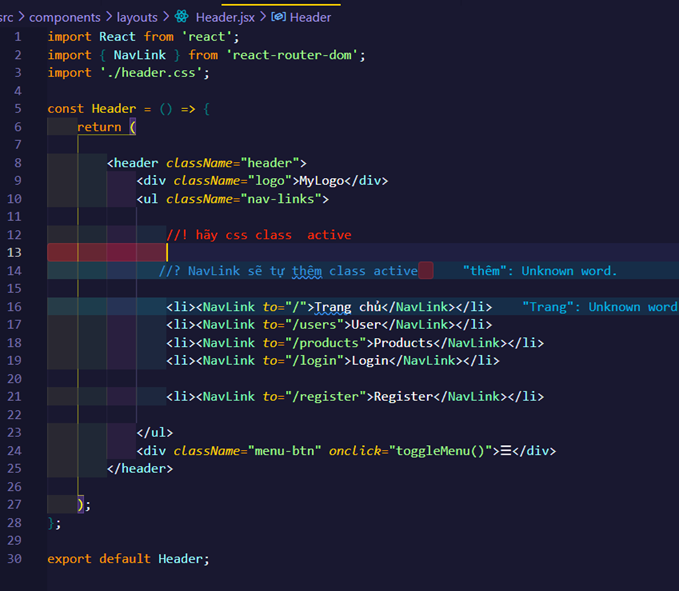 src > components > layouts > Header.jsx > Header
1 import React from 'react';
2 import { NavLink } from 'react-router-dom';
3 import './header.css';
4
5 const Header = () => {
6 return (
7
8 <header className="header">
9 <div className="logo">MyLogo</div>
10 <ul className="nav-links">
11
12 //! hãy css class  active
13
14 //? NavLink sẽ tự thêm class active "thêm": Unknown word.
15
16 <li><NavLink to="/">Trang chủ</NavLink></li> "Trang": Unknown word
17 <li><NavLink to="/users">User</NavLink></li>
18 <li><NavLink to="/products">Products</NavLink></li>
19 <li><NavLink to="/login">Login</NavLink></li>
20
21 <li><NavLink to="/register">Register</NavLink></li>
22
23 </ul>
24 <div className="menu-btn" onclick="toggleMenu()">☰</div>
25 </header>
26
27 );
28 };
29
30 export default Header;